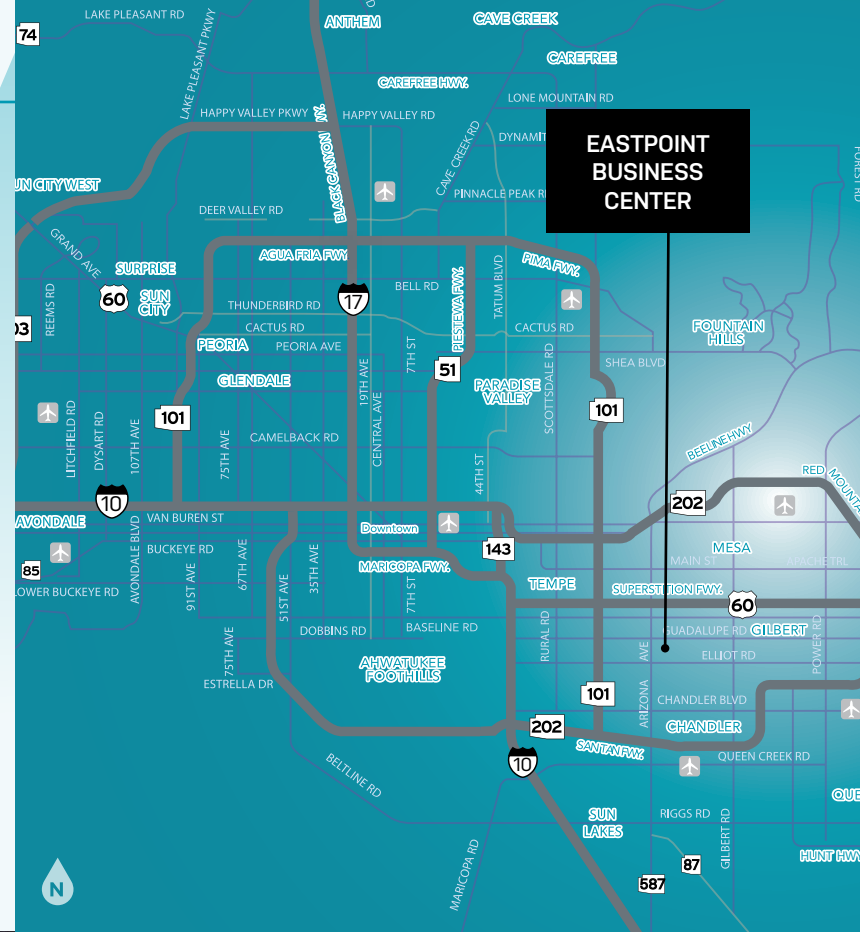 LAKE PLEASANT RD
ANTHEM
CAVE CREEK
74
CAREFREE
LAKE PLEASANT PKWY
CAREFREE HWY.
LONE MOUNTAIN RD
HAPPY VALLEY PKWY
HAPPY VALLEY RD
BLACK CANYON
CAVE CREEK RD
EASTPOINT
BUSINESS
CENTER
UN CITY WEST
PINNACLE PEAK
DEER VALLEY RD
GRAND AVE
AGUA FRIA FWY
PIMA FWY.
SURPRISE
REEMS RD
60
SUN
CITY
BELL RD
17
PIESTEWA FWY.
TATUM BLVD
THUNDERBIRD RD
CACTUS RD
CACTUS RD
FOUNTAIN
HILLS
03
PEORIA
PEORIA AVE
7TH ST
SHEA BLVD
GLENDALE
19TH AVE
51
PARADISE
VALLEY
SCOTTSDALE RD
101
101
LITCHFIELD RD
DYSART RD
107TH AVE
75TH AVE
CAMELBACK RD
CENTRAL AVE
44TH ST
BEELINE HWY
RED MOUNTA
10
202
AVONDALE
VAN BUREN ST
Downtown
AVONDALE BLVD
BUCKEYE RD
143
MESA
85
MARICOPA FWY.
MAIN ST
APACHE TRL
LOWER BUCKEYE RD
91ST AVE
67TH AVE
51ST AVE
35TH AVE
7TH ST
TEMPE
SUPERSTITION FWY.
60
DOBBINS RD
BASELINE RD
RURAL RD
GUADALUPE RD
GILBERT
POWER RD
75TH AVE
AHWATUKEE
FOOTHILLS
ELLIOT RD
ESTRELLA DR
101
ARIZONA AVE
CHANDLER BLVD
202
CHANDLER
SANTAN FWY.
QUEEN CREEK RD
10
BELTLINE RD
QUE
SUN
LAKES
RIGGS RD
GILBERT RD
MARICOPA RD
HUNT HWY
87
587
N